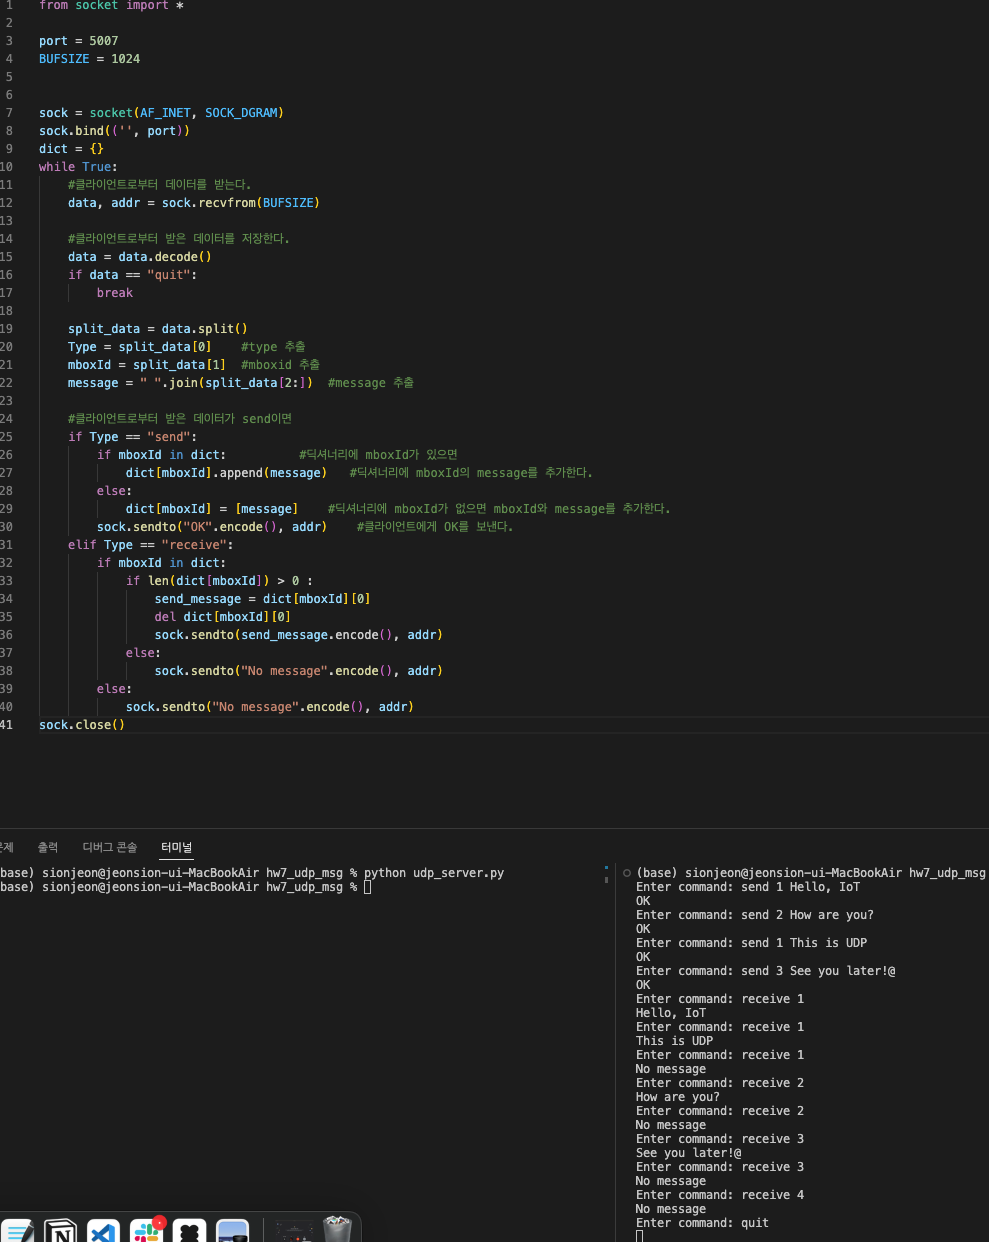 1 from socket import *
2
3 port = 5007
4 BUFSIZE = 1024
5
6
7 sock = socket(AF_INET, SOCK_DGRAM)
8 sock.bind(('', port))
9 dict = {}
10 while True:
11 #클라이언트로부터 데이터를 받는다.
12 data, addr = sock.recvfrom(BUFSIZE)
13
14 #클라이언트로부터 받은 데이터를 저장한다.
15 data = data.decode()
16 if data == "quit":
17 break
18
19 split_data = data.split()
20 Type = split_data[0] #type 추출
21 mboxId = split_data[1] #mboxid 추출
22 message = " ".join(split_data[2:]) #message 추출
23
24 #클라이언트로부터 받은 데이터가 send이면
25 if Type == "send":
26 if mboxId in dict: #딕셔너리에 mboxId가 있으면
27 dict[mboxId].append(message) #딕셔너리에 mboxId의 message를 추가한다.
28 else:
29 dict[mboxId] = [message] #딕셔너리에 mboxId가 없으면 mboxId와 message를 추가한다.
30 sock.sendto("OK".encode(), addr) #클라이언트에게 OK를 보낸다.
31 elif Type == "receive":
32 if mboxId in dict:
33 if len(dict[mboxId]) > 0 :
34 send_message = dict[mboxId][0]
35 del dict[mboxId][0]
36 sock.sendto(send_message.encode(), addr)
37 else:
38 sock.sendto("No message".encode(), addr)
39 else:
40 sock.sendto("No message".encode(), addr)
41 sock.close()
출력 디버그 콘솔 터미널
base) sionjeon@jeonsion-ui-MacBookAir hw7_udp_msg % python udp_server.py
base) sionjeon@jeonsion-ui-MacBookAir hw7_udp_msg %
(base) sionjeon@jeonsion-ui-MacBookAir hw7_udp_msg
Enter command: send 1 Hello, IoT
OK
Enter command: send 2 How are you?
OK
Enter command: send 1 This is UDP
OK
Enter command: send 3 See you later!@
OK
Enter command: receive 1
Hello, IoT
Enter command: receive 1
This is UDP
Enter command: receive 1
No message
Enter command: receive 2
How are you?
Enter command: receive 2
No message
Enter command: receive 3
See you later!@
Enter command: receive 3
No message
Enter command: receive 4
No message
Enter command: quit